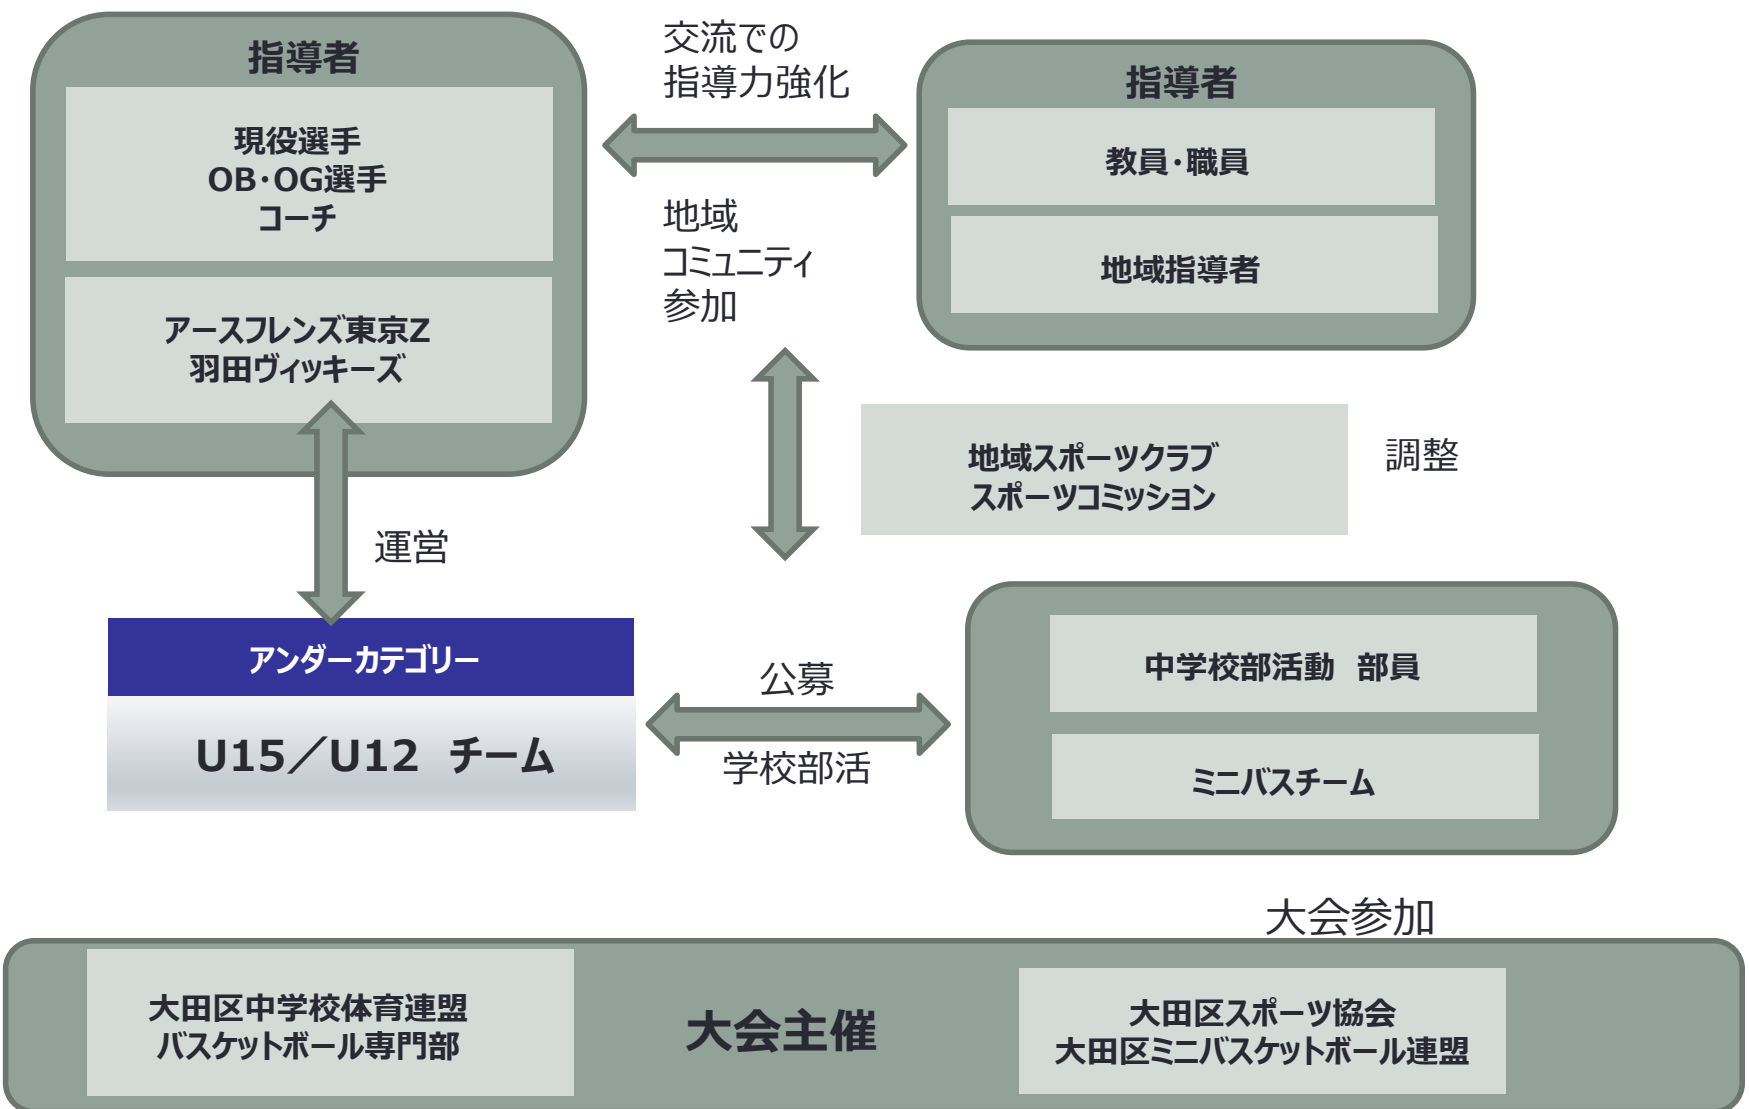 指導者
現役選手
OB・OG選手
コーチ
アースフレンズ東京Z
羽田ヴィッキーズ
交流での
指導力強化
地域
コミュニティ
参加
指導者
教員・職員
地域指導者
地域スポーツクラブ
スポーツコミッション
調整
運営
アンダーカテゴリー
U15／U12　チーム
公募
学校部活
中学校部活動　部員
ミニバスチーム
大会参加
大田区中学校体育連盟
バスケットボール専門部
大会主催
大田区スポーツ協会
大田区ミニバスケットボール連盟